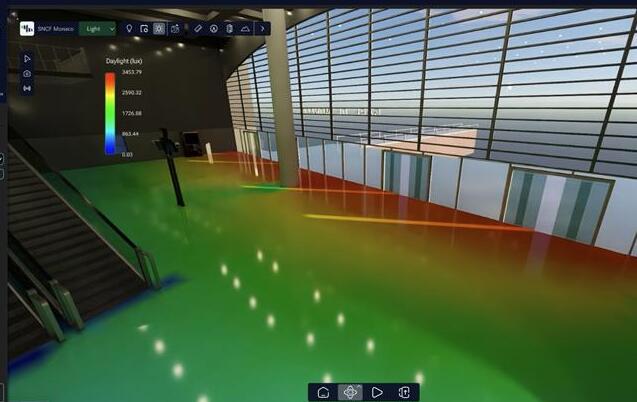 SNCF Monaco
Light
Daylight (lux)
3453.79
2590.32
1726.88
863.44
0.03